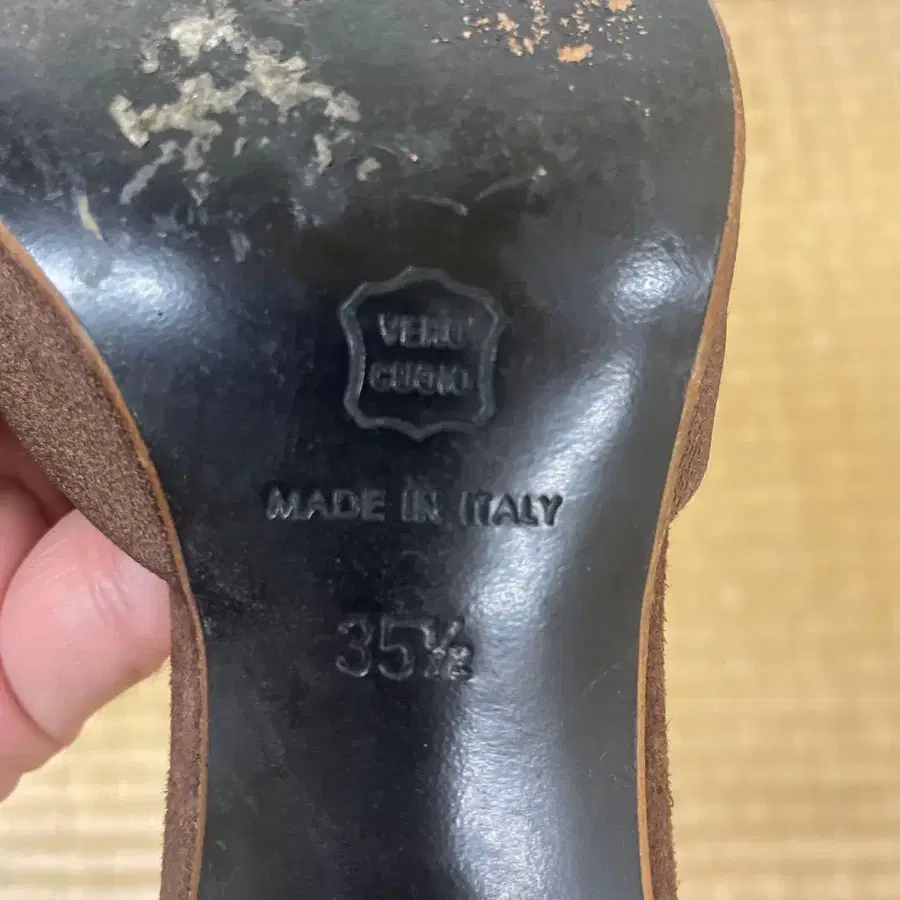 VERO
CUOIO
MADE IN ITALY
35½